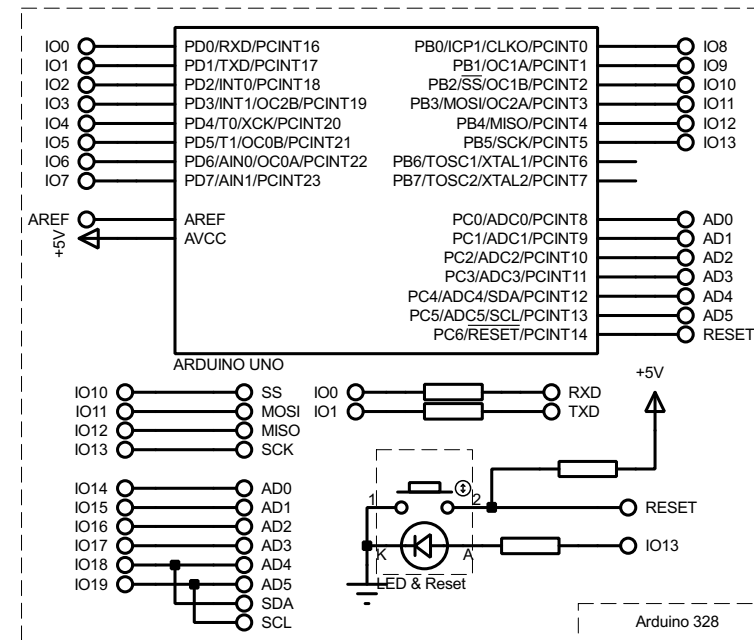 IO0 PD0/RXD/PCINT16 PB0/ICP1/CLKO/PCINT0 IO8
IO1 PD1/TXD/PCINT17 PB1/OC1A/PCINT1 IO9
IO2 PD2/INT0/PCINT18 PB2/SS/OC1B/PCINT2 IO10
IO3 PD3/INT1/OC2B/PCINT19 PB3/MOSI/OC2A/PCINT3 IO11
IO4 PD4/T0/XCK/PCINT20 PB4/MISO/PCINT4 IO12
IO5 PD5/T1/OC0B/PCINT21 PB5/SCK/PCINT5 IO13
IO6 PD6/AIN0/OC0A/PCINT22 PB6/TOSC1/XTAL1/PCINT6
IO7 PD7/AIN1/PCINT23 PB7/TOSC2/XTAL2/PCINT7
AREF AREF PC0/ADC0/PCINT8 AD0
+5V AVCC PC1/ADC1/PCINT9 AD1
PC2/ADC2/PCINT10 AD2
PC3/ADC3/PCINT11 AD3
PC4/ADC4/SDA/PCINT12 AD4
PC5/ADC5/SCL/PCINT13 AD5
PC6/RESET/PCINT14 RESET
ARDUINO UNO
+5V
IO10 SS IO0 RXD
IO11 MOSI IO1 TXD
IO12 MISO
IO13 SCK
IO14 AD0
IO15 AD1 1 2 RESET
IO16 AD2
IO17 AD3 K A IO13
IO18 AD4
IO19 AD5 LED & Reset
SDA
SCL Arduino 328